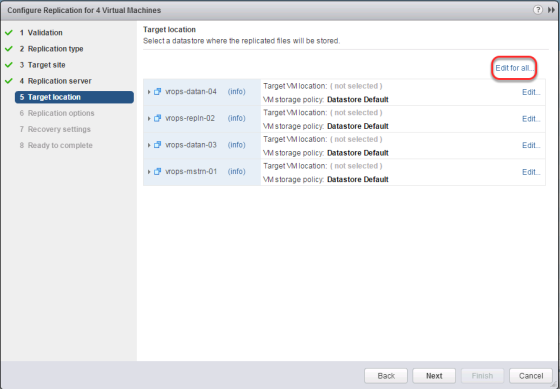 Configure Replication for 4 Virtual Machines
?
1 Validation
2 Replication type
3 Target site
4 Replication server
5 Target location
6 Replication options
7 Recovery settings
8 Ready to complete
Target location
Select a datastore where the replicated files will be stored.
Edit for all...
vrops-datan-04 (info) Target VM location: ( not selected ) Edit...
VM storage policy: Datastore Default
vrops-repln-02 (info) Target VM location: ( not selected ) Edit...
VM storage policy: Datastore Default
vrops-datan-03 (info) Target VM location: ( not selected ) Edit...
VM storage policy: Datastore Default
vrops-mstrn-01 (info) Target VM location: ( not selected ) Edit...
VM storage policy: Datastore Default
Back Next Finish Cancel